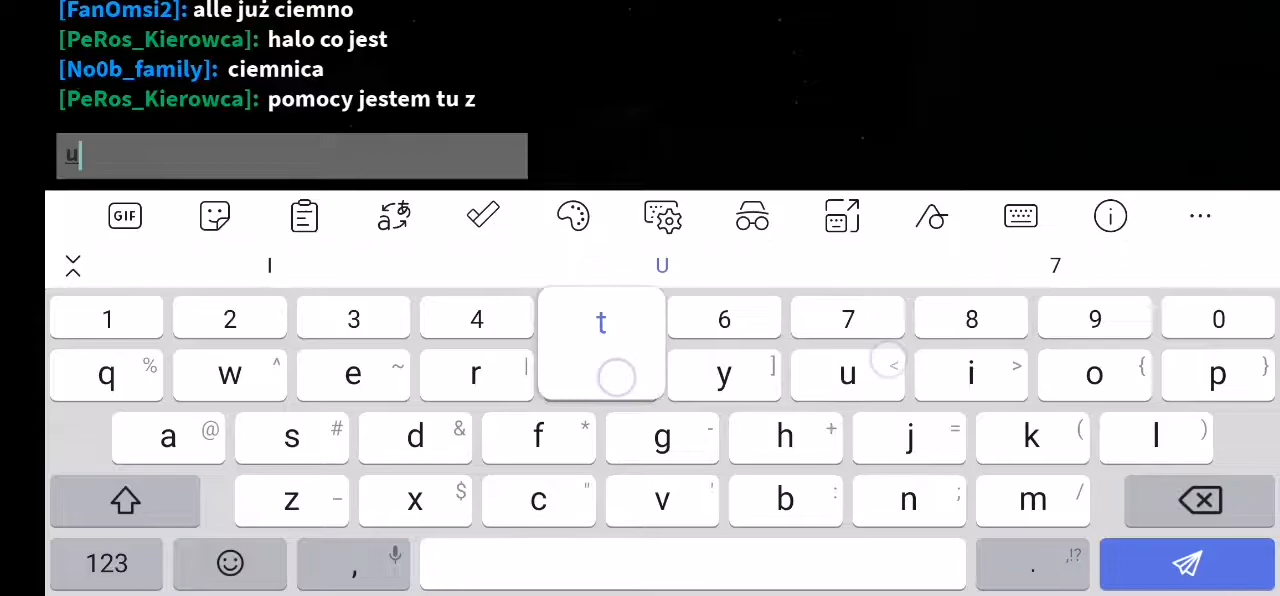 [FanOmsi2]: alle już ciemno
[PeRos_Kierowca]: halo co jest
[No0b_family]: ciemnica
[PeRos_Kierowca]: pomocy jestem tu z
u
GIF
I U 7
1 2 3 4 t 6 7 8 9 0
q % w ^ e ~ r | y ] u < i > o { p }
a @ s # d & f * g - h + j = k ( l )
z _ x $ c " v ' b : n ; m /
123 , . ,!?